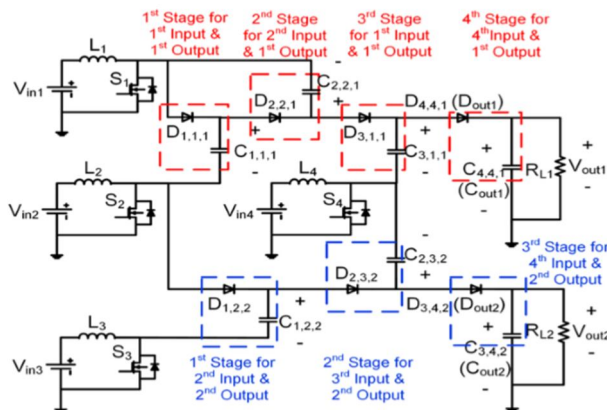 1st Stage for 1st Input & 1st Output
2nd Stage for 2nd Input & 1st Output
3rd Stage for 1st Input & 1st Output
4th Stage for 4th Input & 1st Output
L1
S1
Vin1
C2,2,1
D2,2,1
D1,1,1
C1,1,1
D3,1,1
C3,1,1
D4,4,1 (Dout1)
C4,4,1
(Cout1)
RL1
Vout1
L2
S2
Vin2
L4
S4
Vin4
C2,3,2
D2,3,2
3rd Stage for 4th Input & 2nd Output
D1,2,2
C1,2,2
D3,4,2 (Dout2)
C3,4,2
(Cout2)
RL2
Vout2
L3
S3
Vin3
1st Stage for 2nd Input & 2nd Output
2nd Stage for 3rd Input & 2nd Output